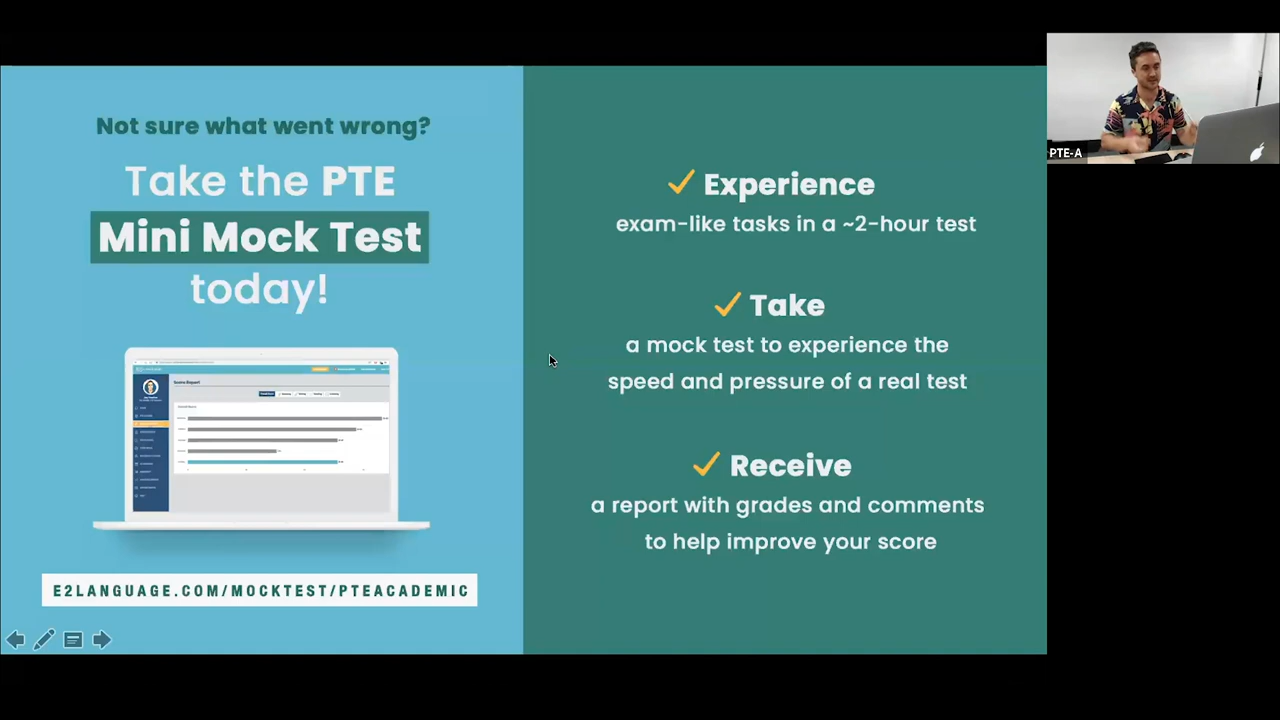 Not sure what went wrong?
Take the PTE
Mini Mock Test
today!
E2LANGUAGE.COM/MOCKTEST/PTEACADEMIC
Experience
exam-like tasks in a ~2-hour test
Take
a mock test to experience the
speed and pressure of a real test
Receive
a report with grades and comments
to help improve your score
PTE-A